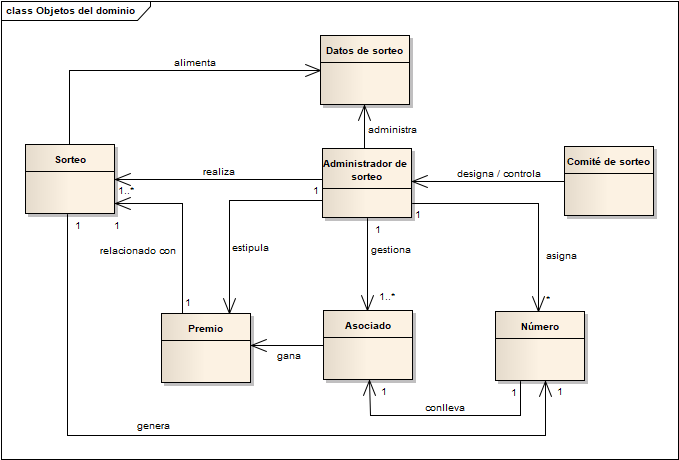 class Objetos del dominio
Datos de sorteo
alimenta
administra
Sorteo
Administrador de
sorteo
Comité de sorteo
realiza
designa / controla
1..*
1
1
1
1
1
relacionado con
estipula
gestiona
asigna
1
1..*
*
Premio
Asociado
Número
gana
1
1
1
conlleva
genera